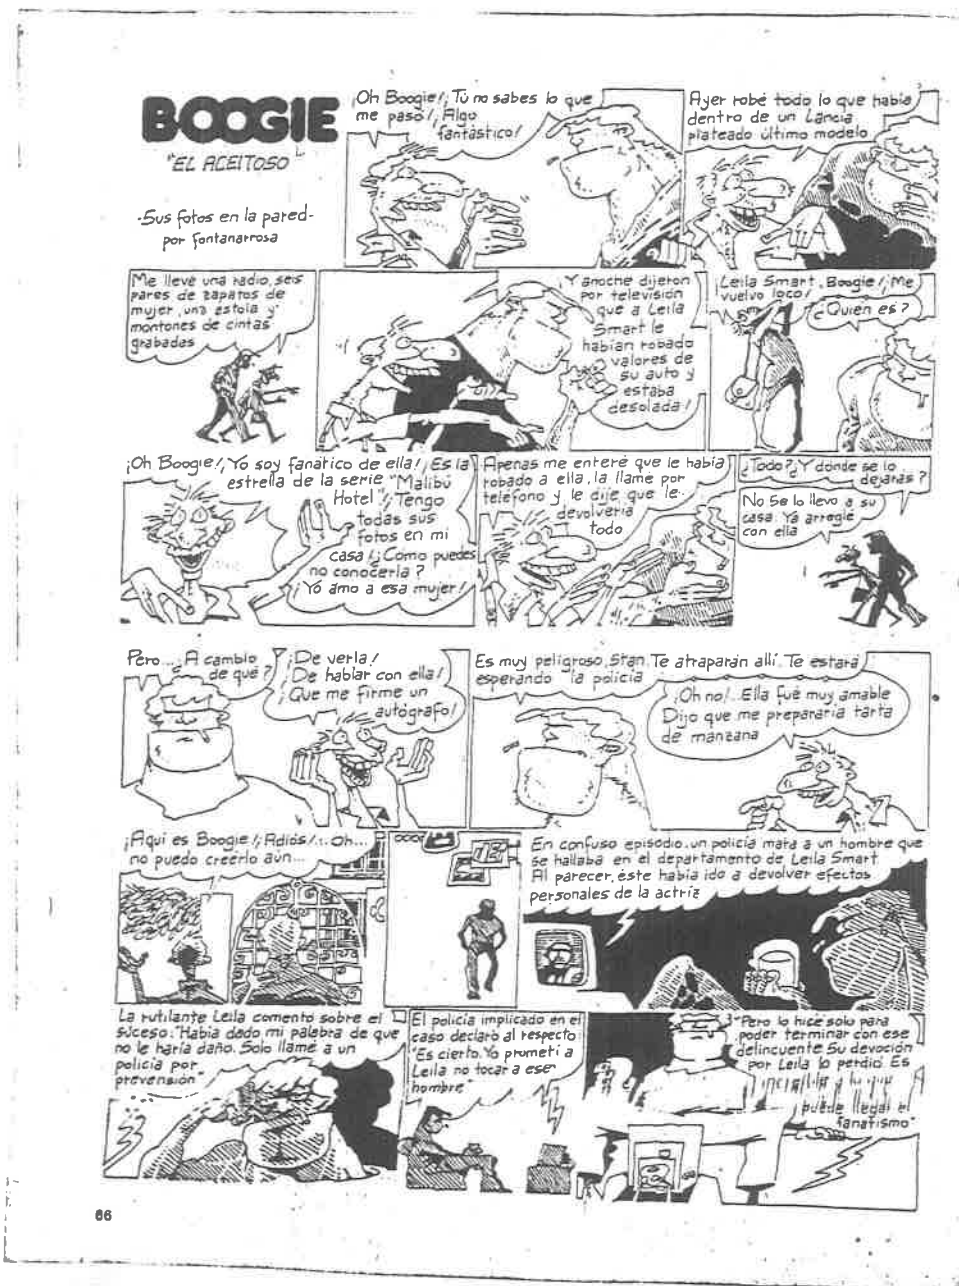 BOOGIE
"EL ACEITOSO"
-Sus fotos en la pared-
por Fontanarrosa
¡Oh Boogie!¡Tú no sabes lo que
me pasó!¡Algo
fantástico!
Ayer robé todo lo que había
dentro de un Lancia
plateado último modelo
Me llevé una radio, seis
pares de zapatos de
mujer, una estola y
montones de cintas
grabadas
Y anoche dijeron
por televisión
que a Leila
Smart le
habían robado
valores de
su auto y
estaba
desolada!
¡Leila Smart, Boogie!¡Me
vuelvo loco!
¿Quien es?
¡Oh Boogie!¡Yo soy fanático de ella!¡Es la
estrella de la serie "Malibú
Hotel"!¡Tengo
todas sus
fotos en mi
casa!¡¿Cómo puedes
no conocerla?
¡Yo amo a esa mujer!
Apenas me enteré que le había
robado a ella, la llamé por
teléfono y le dije que le
devolvería
todo
¿Todo?¿Y dónde se lo
dejarás?
No. Se lo llevo a su
casa. Ya arreglé
con ella
Pero... ¿A cambio
de qué?
¡De verla!
¡De hablar con ella!
¡Que me firme un
autógrafo!
Es muy peligroso, Stan. Te atraparán allí. Te estará
esperando la policía
¡Oh no!.. Ella fué muy amable
Dijo que me prepararía tarta
de manzana
¡Aquí es Boogie!¡Adiós!... Oh...
no puedo creerlo aún...
En confuso episodio, un policía mata a un hombre que
se hallaba en el departamento de Leila Smart
Al parecer, éste había ido a devolver efectos
personales de la actriz
La rutilante Leila comentó sobre el
suceso: "Había dado mi palabra de que
no le haría daño. Solo llamé a un
policía por
prevensión"
El policía implicado en el
caso declaró al respecto
"Es cierto. Yo prometí a
Leila no tocar a ese
hombre"
"Pero lo hice solo para
poder terminar con ese
delincuente. Su devoción
por Leila lo perdió. Es
increíble a lo que
puede llegar el
fanatismo"
66